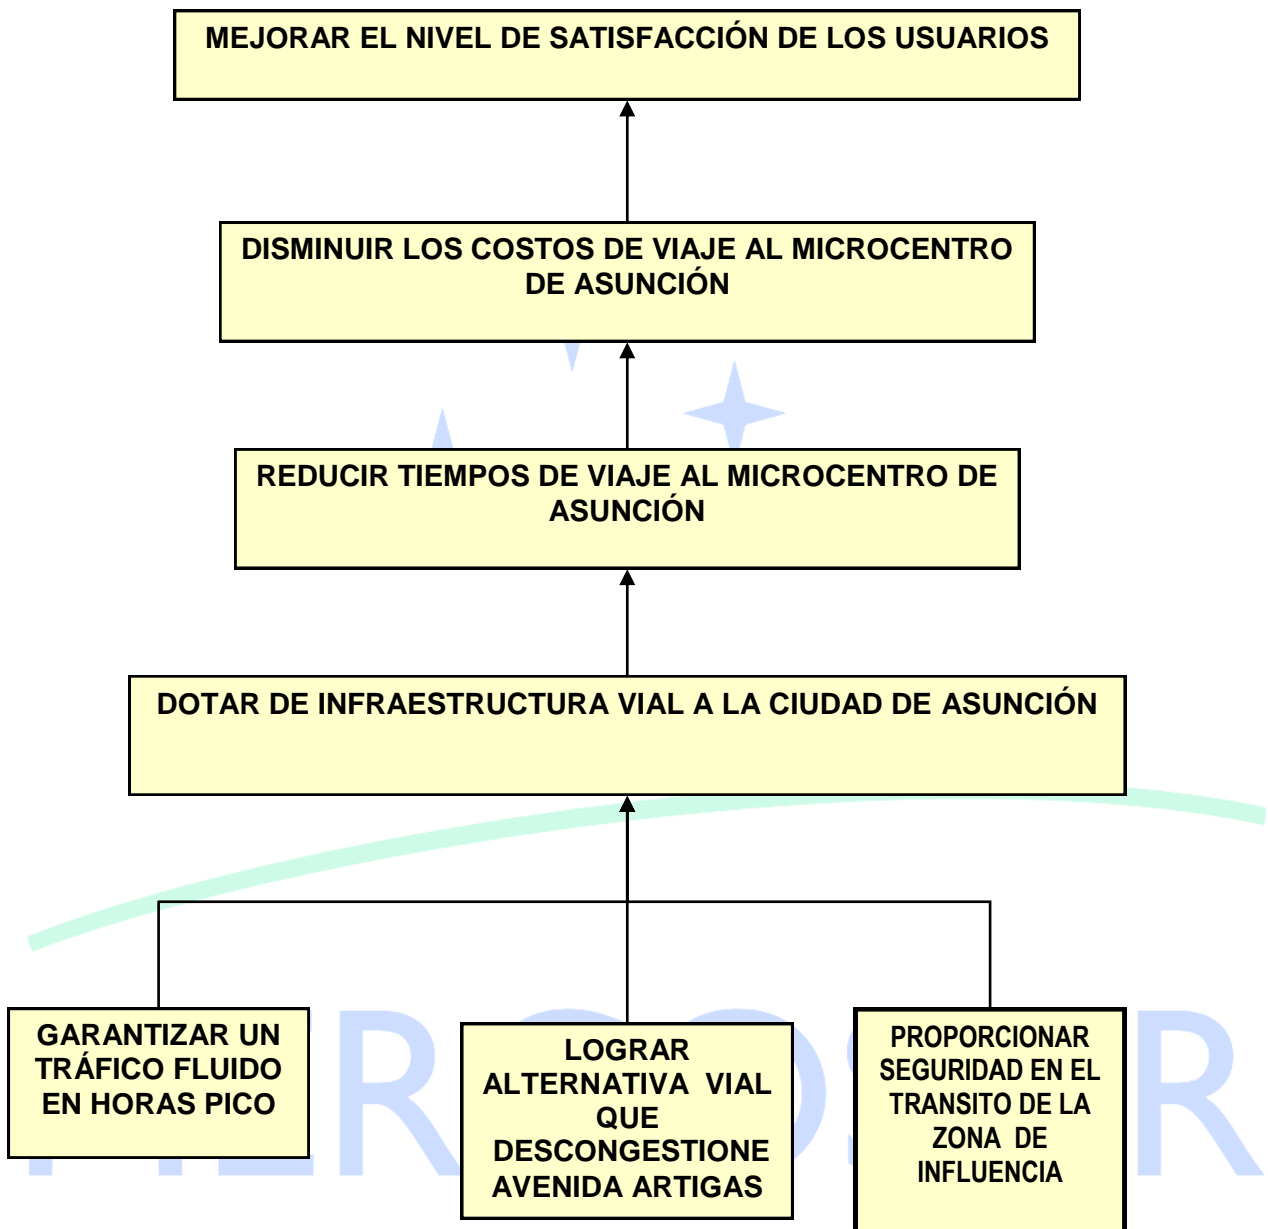 MEJORAR EL NIVEL DE SATISFACCIÓN DE LOS USUARIOS
DISMINUIR LOS COSTOS DE VIAJE AL MICROCENTRO
DE ASUNCIÓN
REDUCIR TIEMPOS DE VIAJE AL MICROCENTRO DE
ASUNCIÓN
DOTAR DE INFRAESTRUCTURA VIAL A LA CIUDAD DE ASUNCIÓN
GARANTIZAR UN
TRÁFICO FLUIDO
EN HORAS PICO
LOGRAR
ALTERNATIVA VIAL
QUE
DESCONGESTIONE
AVENIDA ARTIGAS
PROPORCIONAR
SEGURIDAD EN EL
TRANSITO DE LA
ZONA DE
INFLUENCIA
MERCOSUR